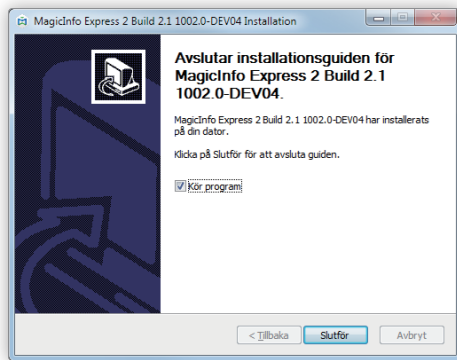 MagicInfo Express 2 Build 2.1 1002.0-DEV04 Installation
Avslutar installationsguiden för
MagicInfo Express 2 Build 2.1
1002.0-DEV04.
MagicInfo Express 2 Build 2.1 1002.0-DEV04 har installerats
på din dator.
Klicka på Slutför för att avsluta guiden.
Kör program
< Tillbaka
Slutför
Avbryt